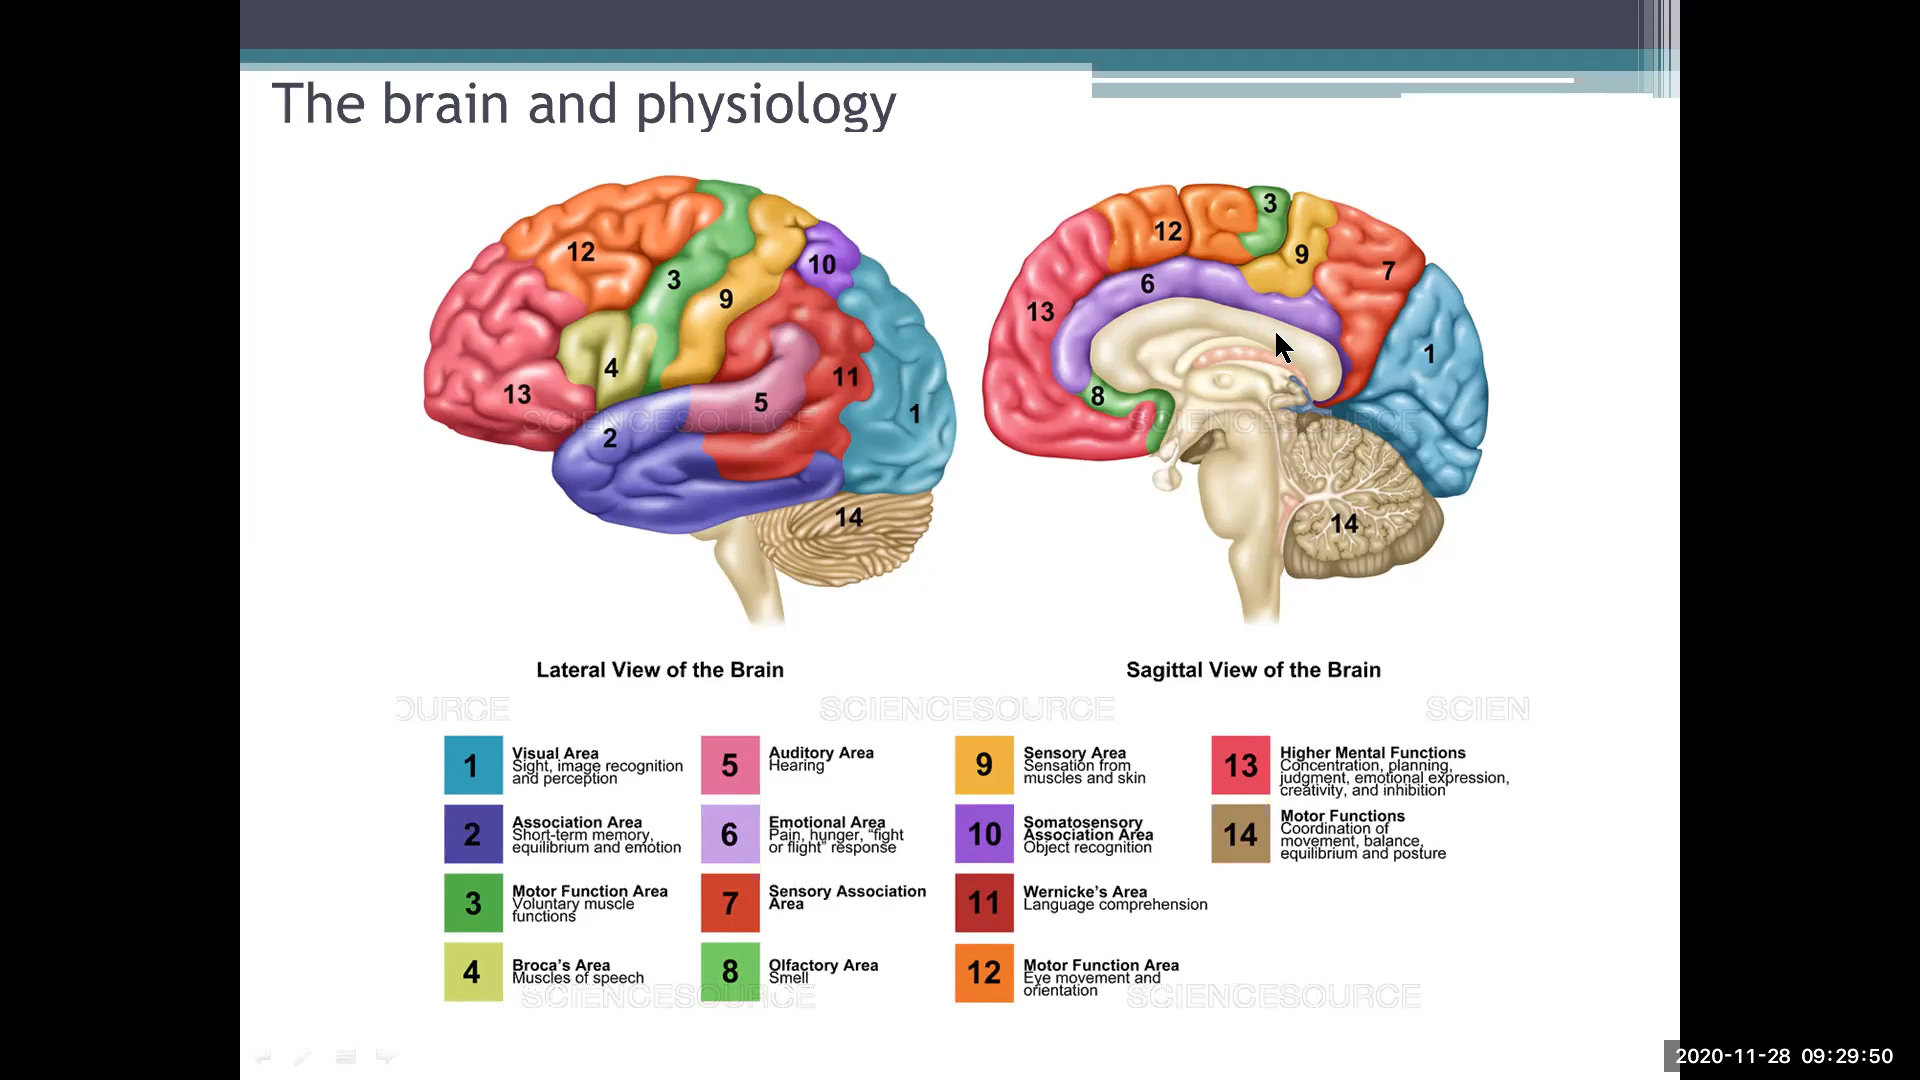 The brain and physiology
12
3
9
10
4
13
5
11
2
1
14
SCIENCESOURCE
3
12
9
6
7
13
1
8
14
SCIENCESOURCE
Lateral View of the Brain
Sagittal View of the Brain
OURCE
SCIENCESOURCE
SCIEN
1
Visual Area
Sight, image recognition
and perception
2
Association Area
Short-term memory,
equilibrium and emotion
3
Motor Function Area
Voluntary muscle
functions
4
Broca's Area
Muscles of speech
5
Auditory Area
Hearing
6
Emotional Area
Pain, hunger, "fight
or flight" response
7
Sensory Association
Area
8
Olfactory Area
Smell
9
Sensory Area
Sensation from
muscles and skin
10
Somatosensory
Association Area
Object recognition
11
Wernicke's Area
Language comprehension
12
Motor Function Area
Eye movement and
orientation
13
Higher Mental Functions
Concentration, planning,
judgment, emotional expression,
creativity, and inhibition
14
Motor Functions
Coordination of
movement, balance,
equilibrium and posture
SCIENCESOURCE
SCIENCESOURCE
2020-11-28 09:29:50